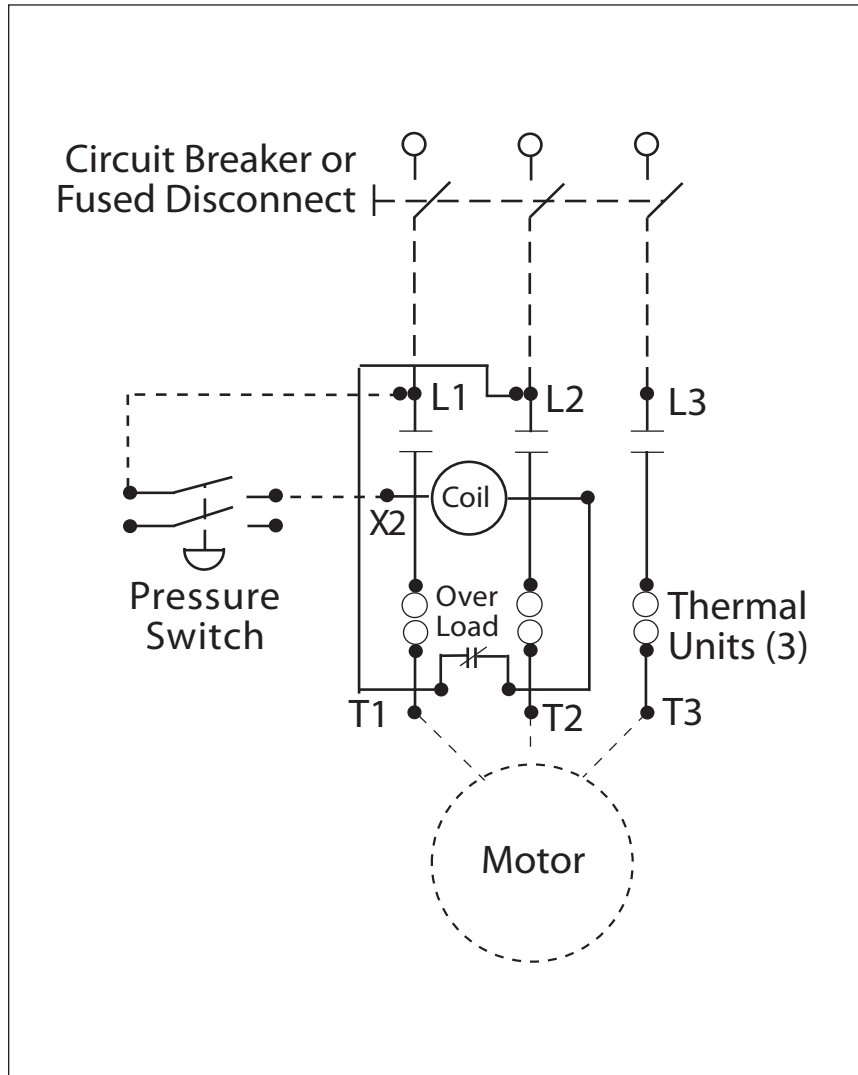 Circuit Breaker or
Fused Disconnect
L1
L2
L3
Coil
X2
Pressure
Switch
Over
Load
Thermal
Units (3)
T1
T2
T3
Motor